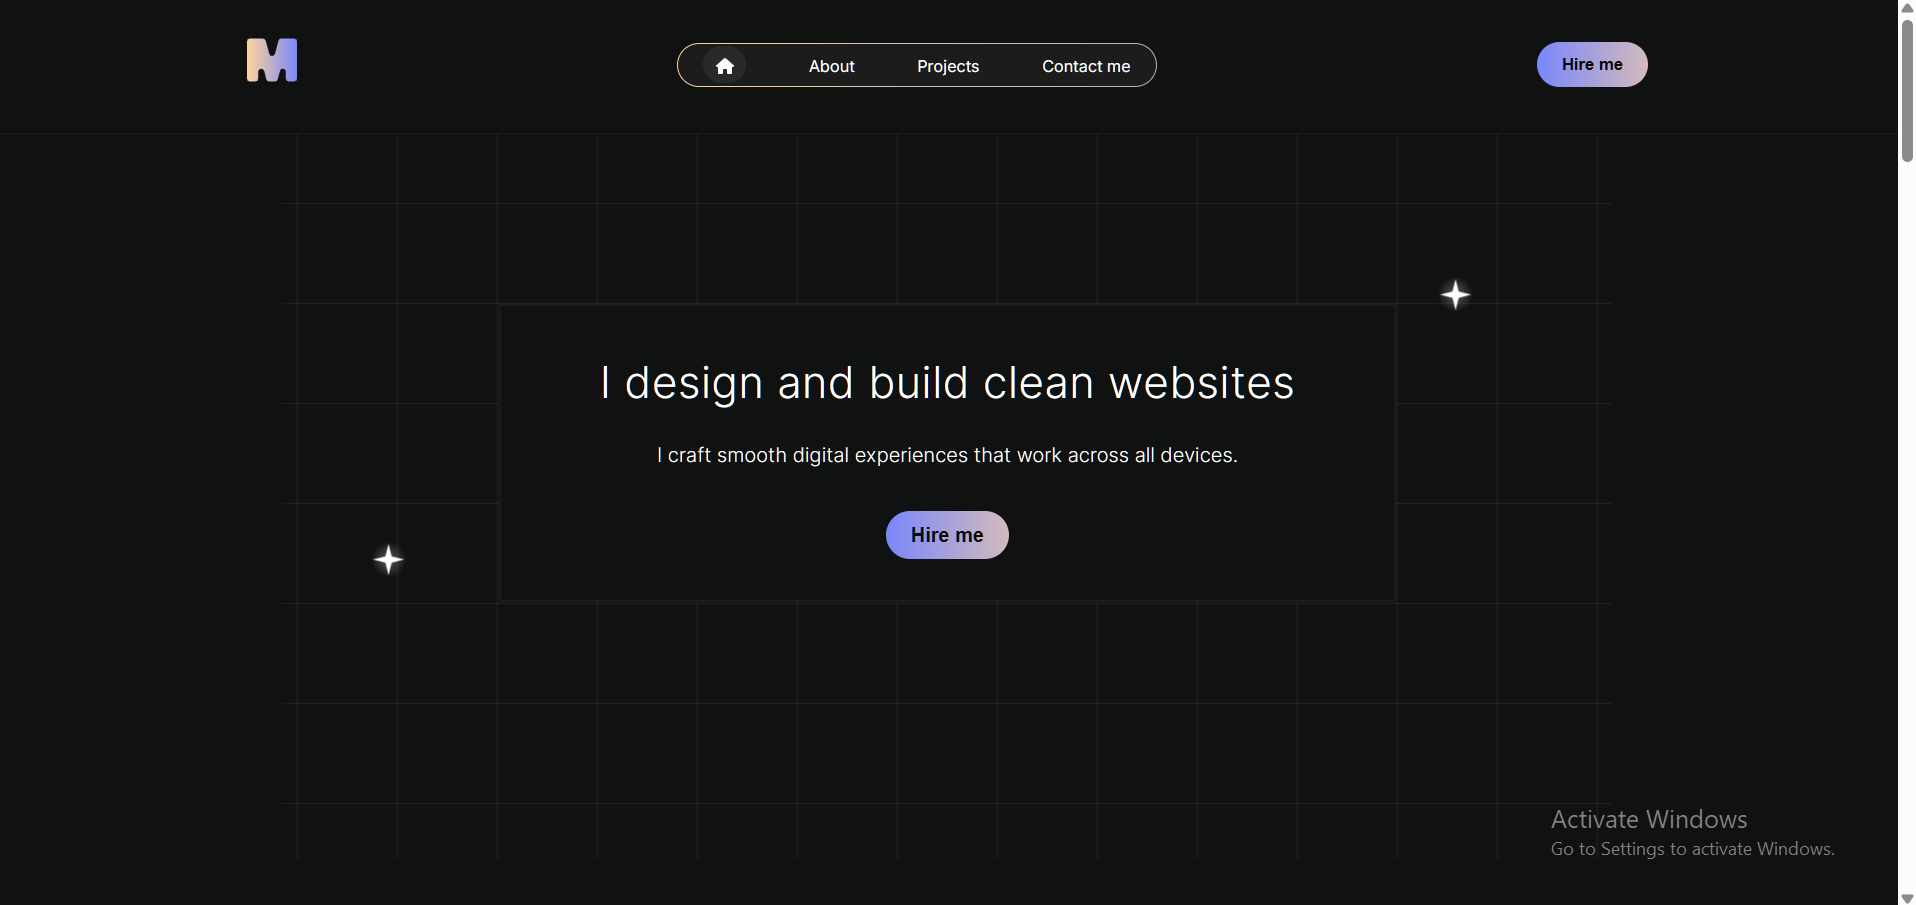 M
About
Projects
Contact me
Hire me
I design and build clean websites
I craft smooth digital experiences that work across all devices.
Hire me
Activate Windows
Go to Settings to activate Windows.